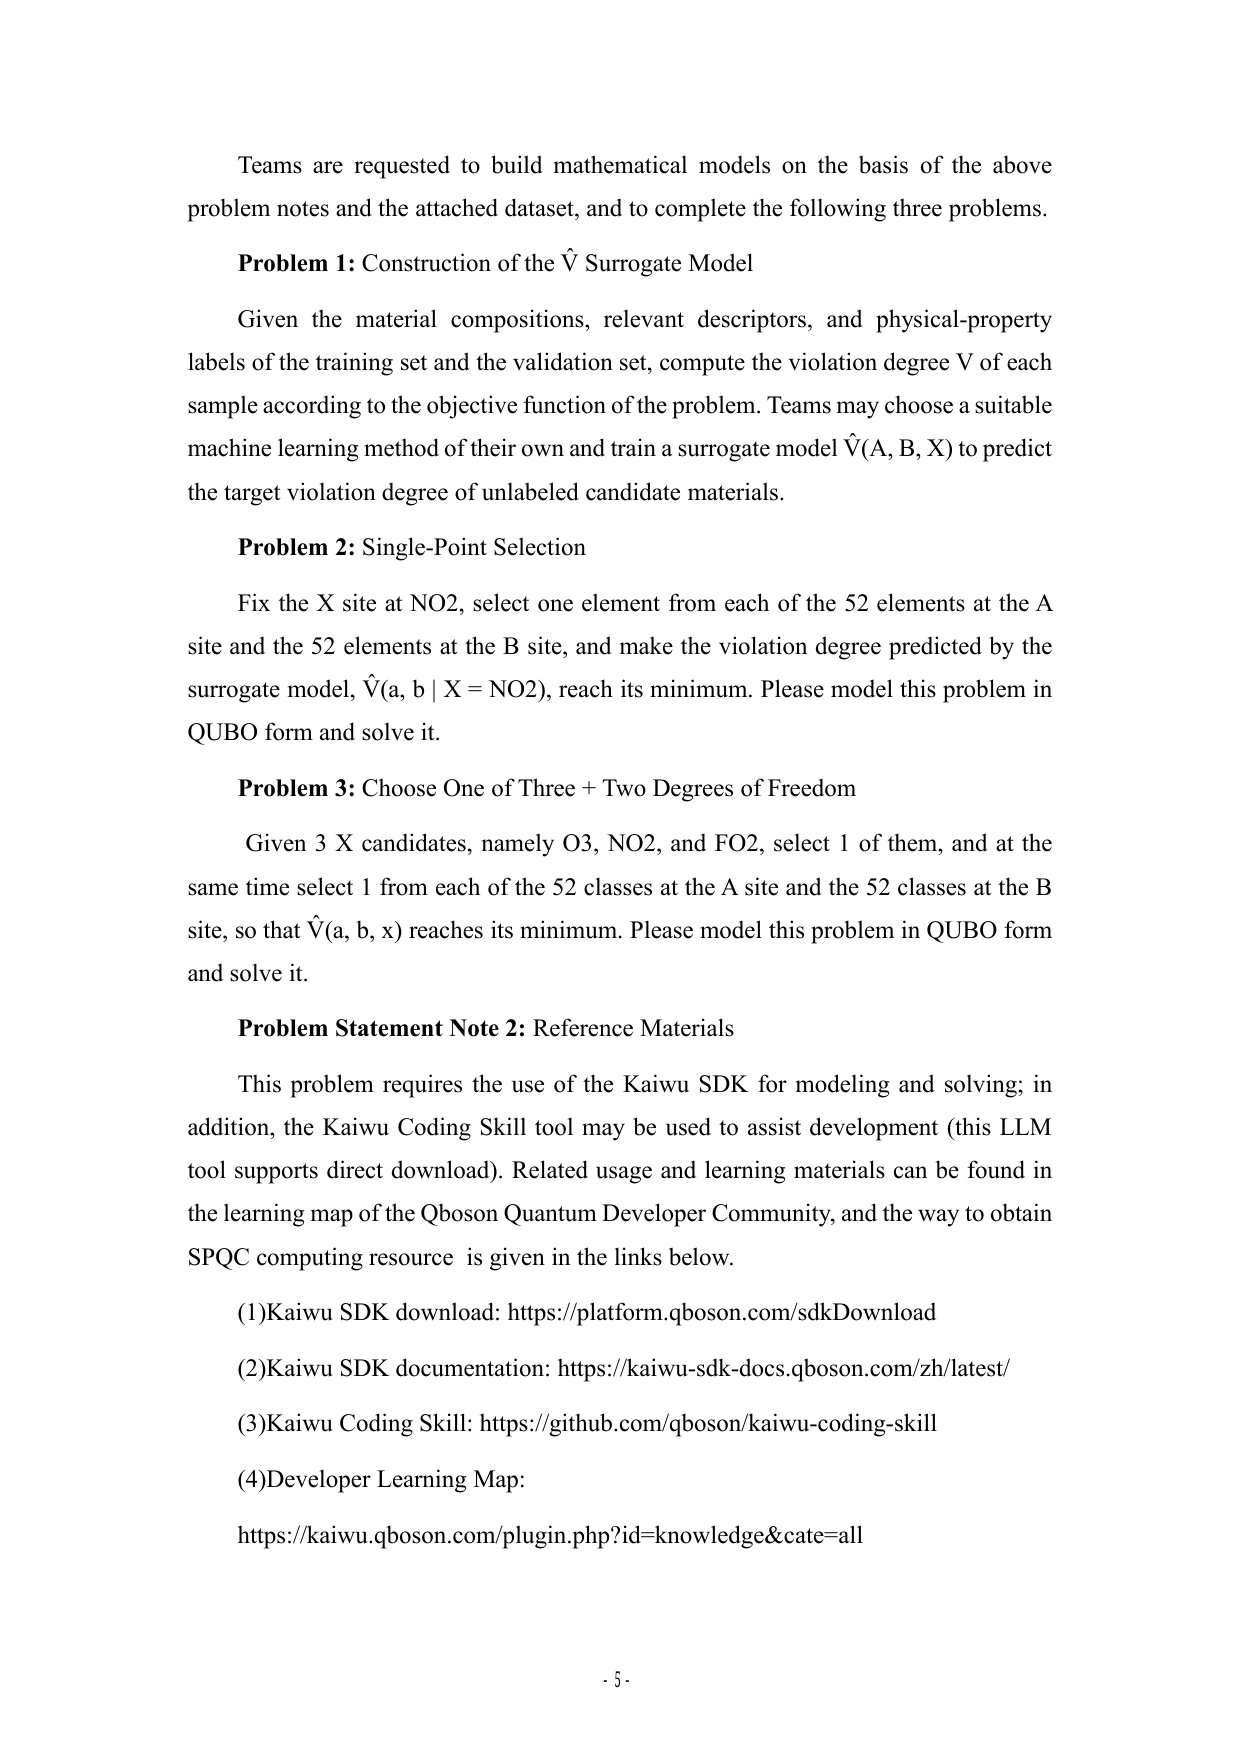 Teams are requested to build mathematical models on the basis of the above
problem notes and the attached dataset, and to complete the following three problems.
Problem 1: Construction of the V̂ Surrogate Model
Given the material compositions, relevant descriptors, and physical-property
labels of the training set and the validation set, compute the violation degree V of each
sample according to the objective function of the problem. Teams may choose a suitable
machine learning method of their own and train a surrogate model V̂(A, B, X) to predict
the target violation degree of unlabeled candidate materials.
Problem 2: Single-Point Selection
Fix the X site at NO2, select one element from each of the 52 elements at the A
site and the 52 elements at the B site, and make the violation degree predicted by the
surrogate model, V̂(a, b | X = NO2), reach its minimum. Please model this problem in
QUBO form and solve it.
Problem 3: Choose One of Three + Two Degrees of Freedom
Given 3 X candidates, namely O3, NO2, and FO2, select 1 of them, and at the
same time select 1 from each of the 52 classes at the A site and the 52 classes at the B
site, so that V̂(a, b, x) reaches its minimum. Please model this problem in QUBO form
and solve it.
Problem Statement Note 2: Reference Materials
This problem requires the use of the Kaiwu SDK for modeling and solving; in
addition, the Kaiwu Coding Skill tool may be used to assist development (this LLM
tool supports direct download). Related usage and learning materials can be found in
the learning map of the Qboson Quantum Developer Community, and the way to obtain
SPQC computing resource  is given in the links below.
(1)Kaiwu SDK download: https://platform.qboson.com/sdkDownload
(2)Kaiwu SDK documentation: https://kaiwu-sdk-docs.qboson.com/zh/latest/
(3)Kaiwu Coding Skill: https://github.com/qboson/kaiwu-coding-skill
(4)Developer Learning Map:
https://kaiwu.qboson.com/plugin.php?id=knowledge&cate=all
- 5 -